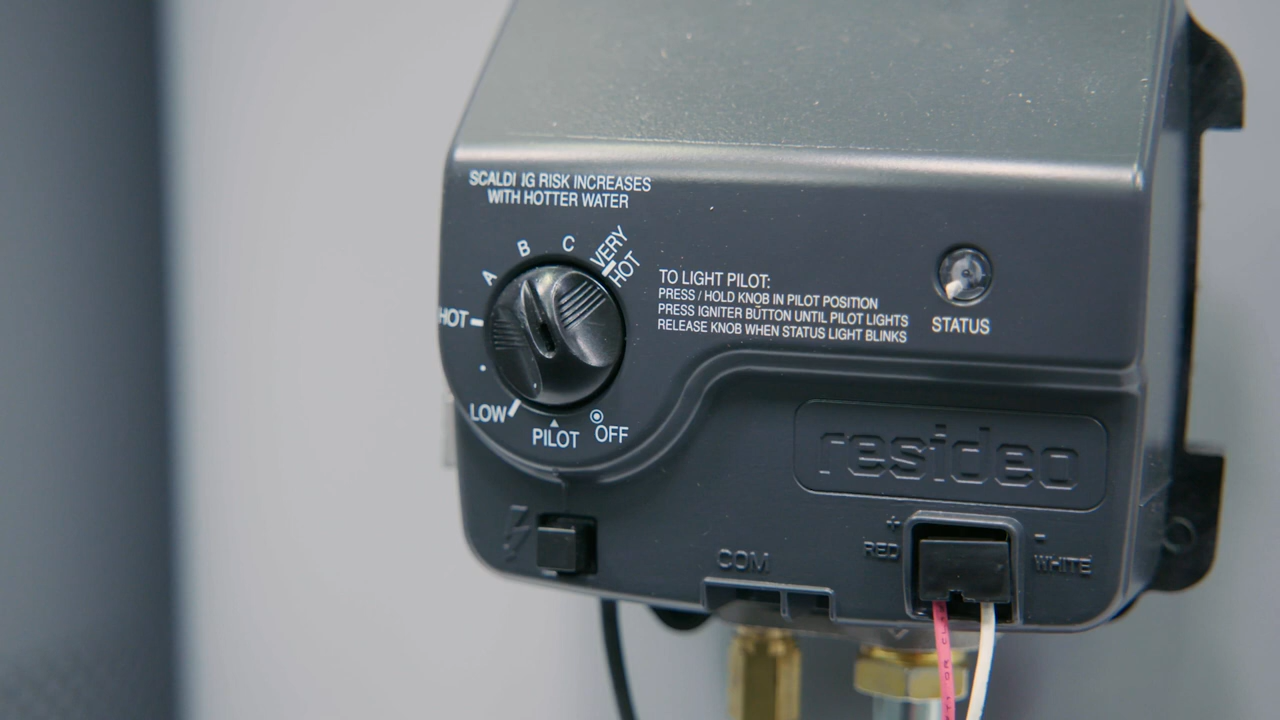 SCALDI IG RISK INCREASES
WITH HOTTER WATER
A
B
C
VERY
HOT
HOT
LOW
PILOT
OFF
TO LIGHT PILOT:
PRESS / HOLD KNOB IN PILOT POSITION
PRESS IGNITER BUTTON UNTIL PILOT LIGHTS
RELEASE KNOB WHEN STATUS LIGHT BLINKS
STATUS
resideo
COM
+
RED
-
WHITE